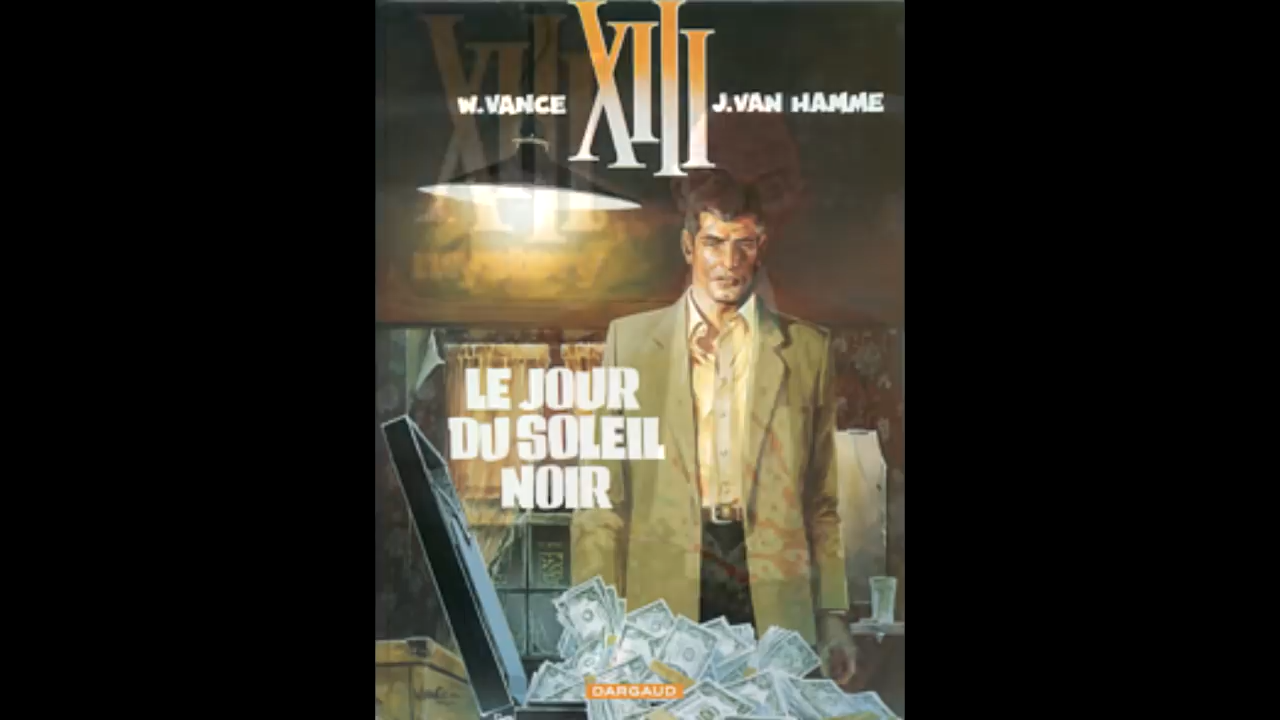 XIII
W.VANCE
J.VAN HAMME
LE JOUR
DU SOLEIL
NOIR
DARGAUD